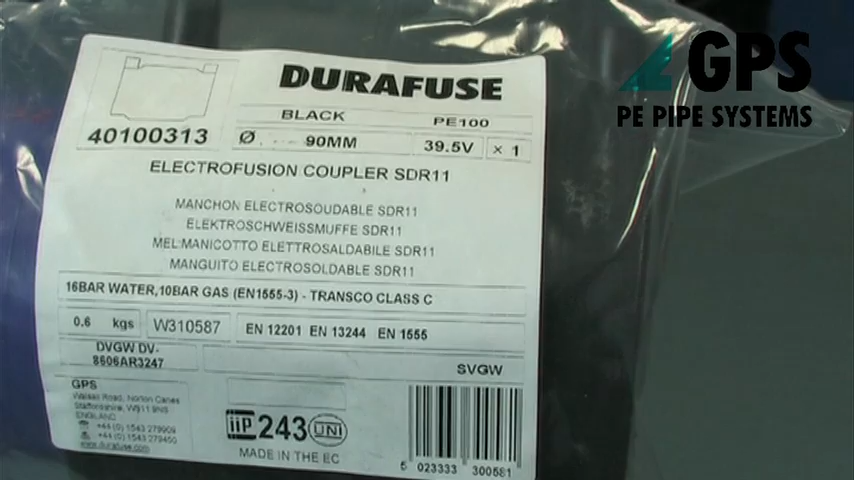 DURAFUSE
40100313
BLACK PE100
Ø 90MM 39.5V × 1
ELECTROFUSION COUPLER SDR11
MANCHON ELECTROSOUDABLE SDR11
ELEKTROSCHWEISSMUFFE SDR11
MEL:MANICOTTO ELETTROSALDABILE SDR11
MANGUITO ELECTROSOLDABLE SDR11
16BAR WATER,10BAR GAS (EN1555-3) - TRANSCO CLASS C
0.6 kgs W310587 EN 12201 EN 13244 EN 1555
DVGW DV-
8606AR3247
SVGW
GPS
Walsall Road, Norton Canes
Staffordshire, WS11 9NS
ENGLAND
+44 (0) 1543 279909
+44 (0) 1543 279450
www.durafuse.com
iiP 243 UNI
MADE IN THE EC
5 023333 300581
GPS
PE PIPE SYSTEMS